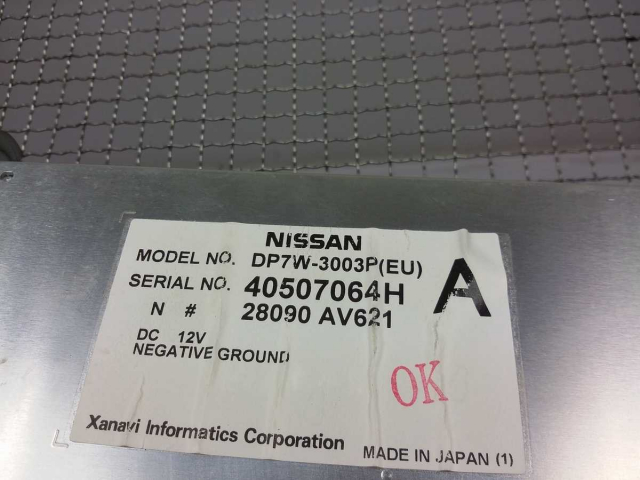 NISSAN
MODEL NO. DP7W-3003P(EU)
A
SERIAL NO. 40507064H
N # 28090 AV621
DC 12V
NEGATIVE GROUND
OK
Xanavi Informatics Corporation
MADE IN JAPAN (1)